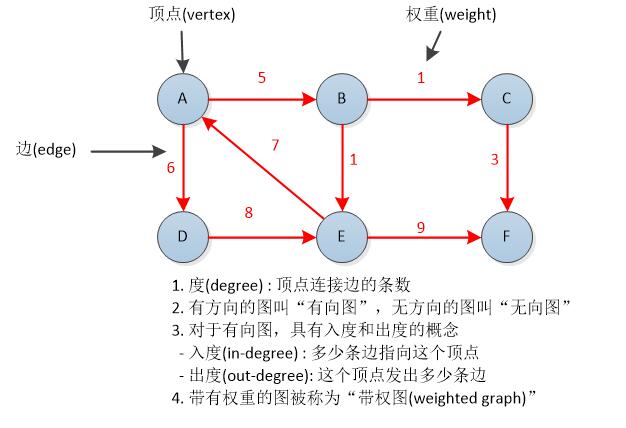 顶点(vertex)
权重(weight)
5
1
A
B
C
边(edge)
6
7
1
3
8
9
D
E
F
1. 度(degree) : 顶点连接边的条数
2. 有方向的图叫“有向图”，无方向的图叫“无向图”
3. 对于有向图，具有入度和出度的概念
- 入度(in-degree) : 多少条边指向这个顶点
- 出度(out-degree): 这个顶点发出多少条边
4. 带有权重的图被称为“带权图(weighted graph)”